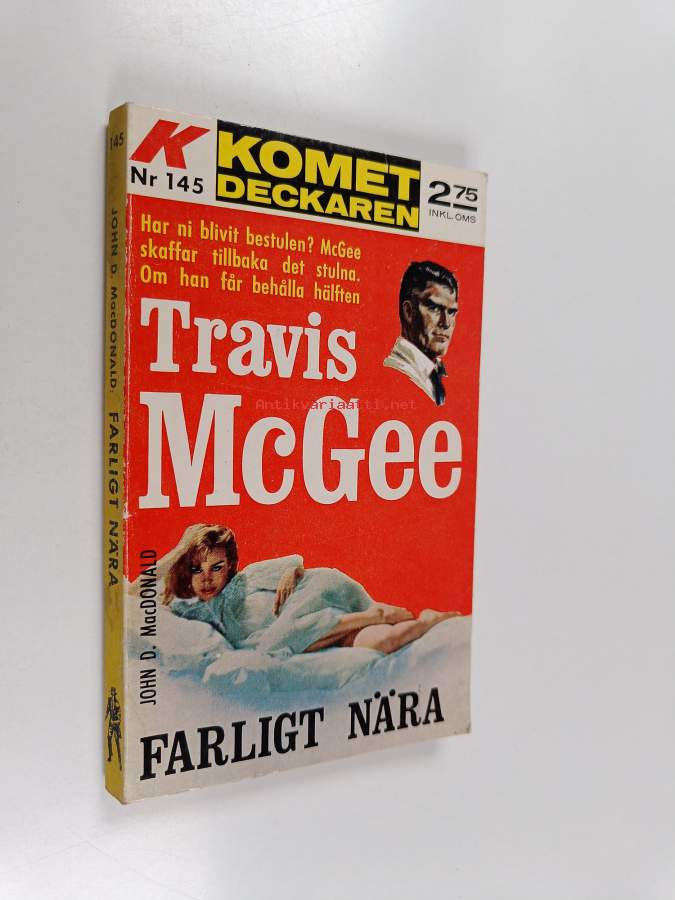 K
Nr 145
KOMET
DECKAREN
2 75
INKL. OMS
Har ni blivit bestulen? McGee
skaffar tillbaka det stulna.
Om han får behålla hälften
Travis
McGee
Antikvariaatti.net
JOHN D. MacDONALD
FARLIGT NÄRA
145
JOHN D. MacDONALD: FARLIGT NÄRA